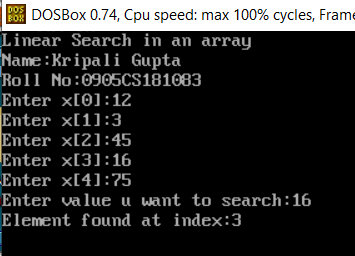 DOS
BOX
DOSBox 0.74, Cpu speed: max 100% cycles, Frame
Linear Search in an array
Name:Kripali Gupta
Roll No:0905CS181083
Enter x[0]:12
Enter x[1]:3
Enter x[2]:45
Enter x[3]:16
Enter x[4]:75
Enter value u want to search:16
Element found at index:3